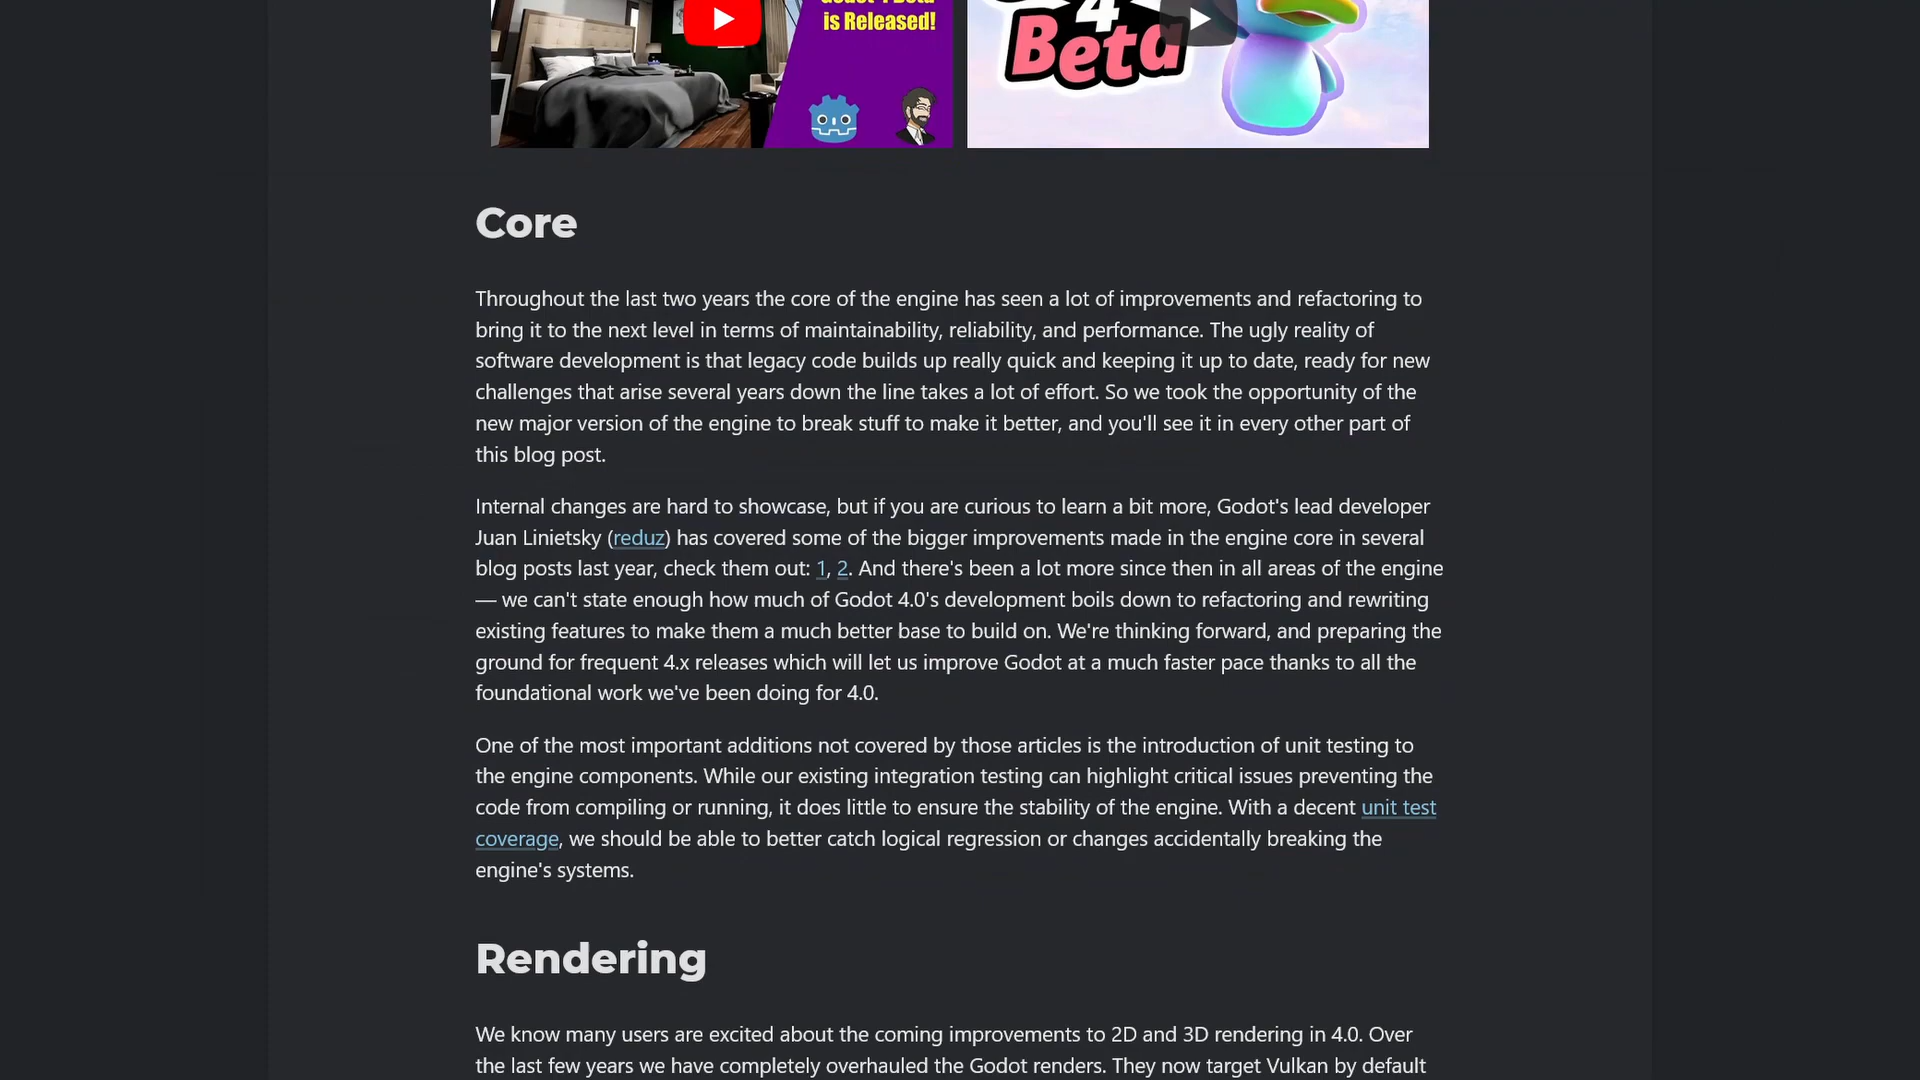 is Released!
4
Beta
Core
Throughout the last two years the core of the engine has seen a lot of improvements and refactoring to
bring it to the next level in terms of maintainability, reliability, and performance. The ugly reality of
software development is that legacy code builds up really quick and keeping it up to date, ready for new
challenges that arise several years down the line takes a lot of effort. So we took the opportunity of the
new major version of the engine to break stuff to make it better, and you'll see it in every other part of
this blog post.
Internal changes are hard to showcase, but if you are curious to learn a bit more, Godot's lead developer
Juan Linietsky (reduz) has covered some of the bigger improvements made in the engine core in several
blog posts last year, check them out: 1, 2. And there's been a lot more since then in all areas of the engine
— we can't state enough how much of Godot 4.0's development boils down to refactoring and rewriting
existing features to make them a much better base to build on. We're thinking forward, and preparing the
ground for frequent 4.x releases which will let us improve Godot at a much faster pace thanks to all the
foundational work we've been doing for 4.0.
One of the most important additions not covered by those articles is the introduction of unit testing to
the engine components. While our existing integration testing can highlight critical issues preventing the
code from compiling or running, it does little to ensure the stability of the engine. With a decent unit test
coverage, we should be able to better catch logical regression or changes accidentally breaking the
engine's systems.
Rendering
We know many users are excited about the coming improvements to 2D and 3D rendering in 4.0. Over
the last few years we have completely overhauled the Godot renders. They now target Vulkan by default